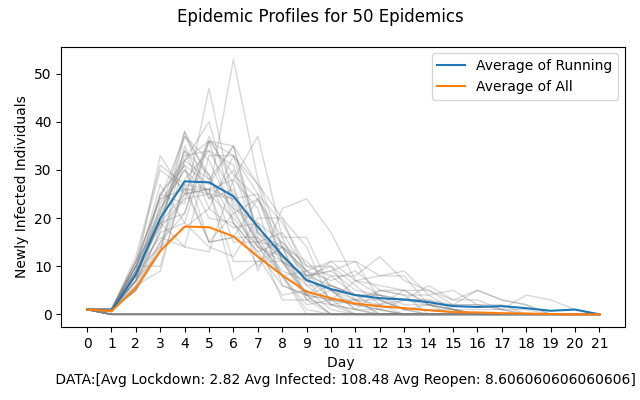 Epidemic Profiles for 50 Epidemics
Average of Running
Average of All
Newly Infected Individuals
50
40
30
20
10
0
0 1 2 3 4 5 6 7 8 9 10 11 12 13 14 15 16 17 18 19 20 21
Day
DATA:[Avg Lockdown: 2.82 Avg Infected: 108.48 Avg Reopen: 8.606060606060606]